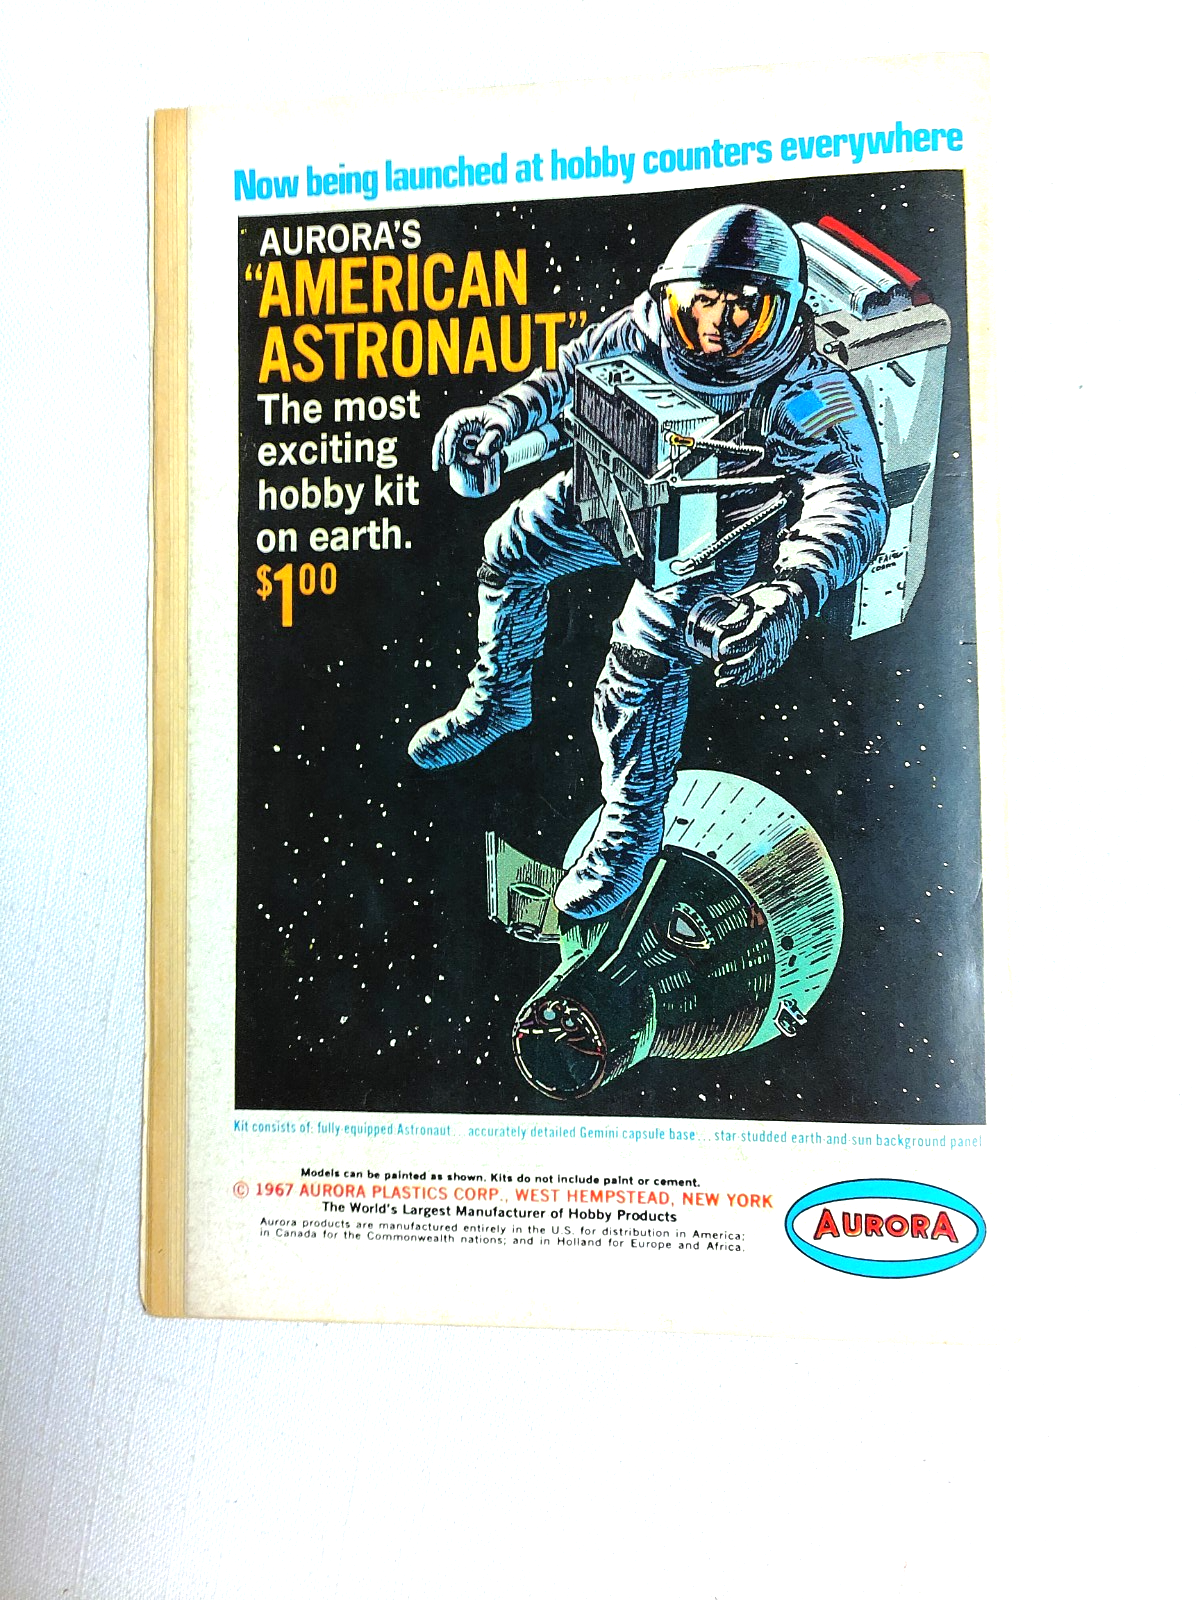 Now being launched at hobby counters everywhere
AURORA'S
"AMERICAN
ASTRONAUT"
The most
exciting
hobby kit
on earth.
$1.00
Kit consists of: fully equipped Astronaut... accurately detailed Gemini capsule base... star-studded earth-and-sun background panel
Models can be painted as shown. Kits do not include paint or cement.
© 1967 AURORA PLASTICS CORP., WEST HEMPSTEAD, NEW YORK
The World's Largest Manufacturer of Hobby Products
Aurora products are manufactured entirely in the U.S. for distribution in America;
in Canada for the Commonwealth nations; and in Holland for Europe and Africa.
AURORA